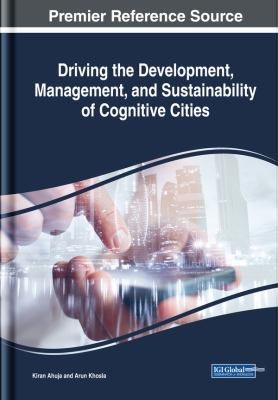 Premier Reference Source
Driving the Development,
Management, and Sustainability
of Cognitive Cities
Kiran Ahuja and Arun Khosla
IGI Global